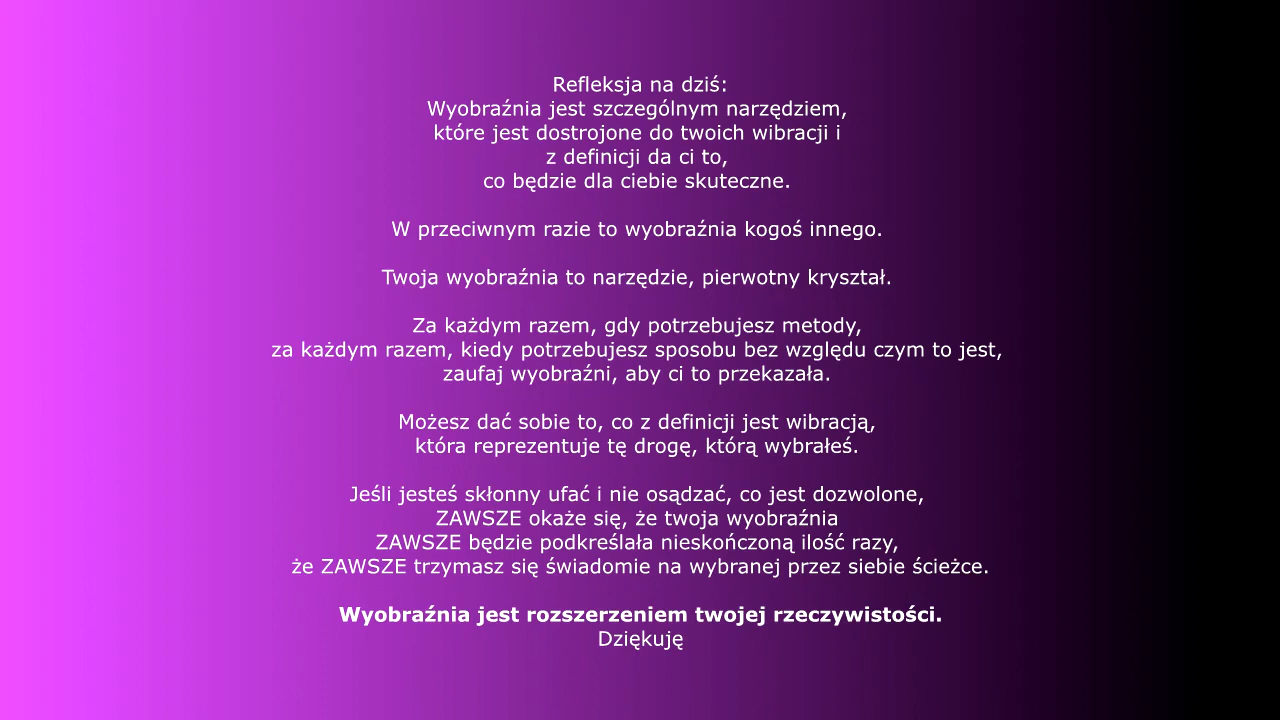 Refleksja na dziś:
Wyobraźnia jest szczególnym narzędziem,
które jest dostrojone do twoich wibracji i
z definicji da ci to,
co będzie dla ciebie skuteczne.
W przeciwnym razie to wyobraźnia kogoś innego.
Twoja wyobraźnia to narzędzie, pierwotny kryształ.
Za każdym razem, gdy potrzebujesz metody,
za każdym razem, kiedy potrzebujesz sposobu bez względu czym to jest,
zaufaj wyobraźni, aby ci to przekazała.
Możesz dać sobie to, co z definicji jest wibracją,
która reprezentuje tę drogę, którą wybrałeś.
Jeśli jesteś skłonny ufać i nie osądzać, co jest dozwolone,
ZAWSZE okaże się, że twoja wyobraźnia
ZAWSZE będzie podkreślała nieskończoną ilość razy,
że ZAWSZE trzymasz się świadomie na wybranej przez siebie ścieżce.
Wyobraźnia jest rozszerzeniem twojej rzeczywistości.
Dziękuję